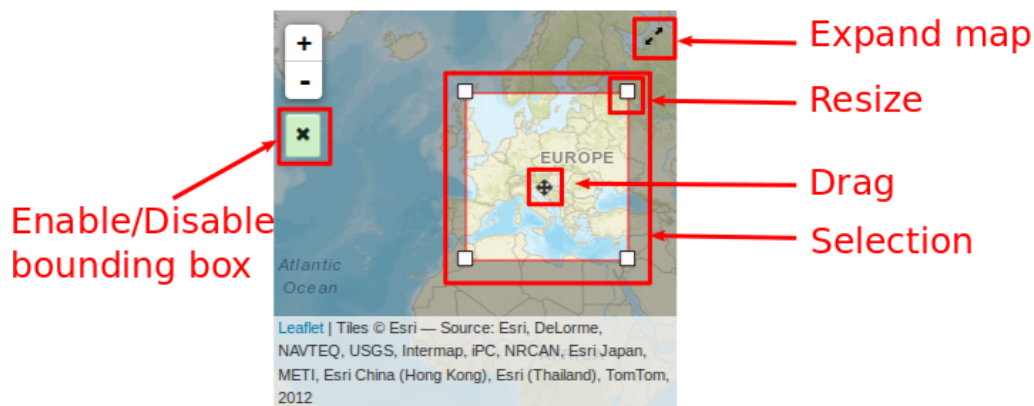 +
-
Expand map
Resize
EUROPE
Drag
Selection
Enable/Disable
bounding box
Atlantic
Ocean
Leaflet | Tiles © Esri — Source: Esri, DeLorme,
NAVTEQ, USGS, Intermap, iPC, NRCAN, Esri Japan,
METI, Esri China (Hong Kong), Esri (Thailand), TomTom,
2012